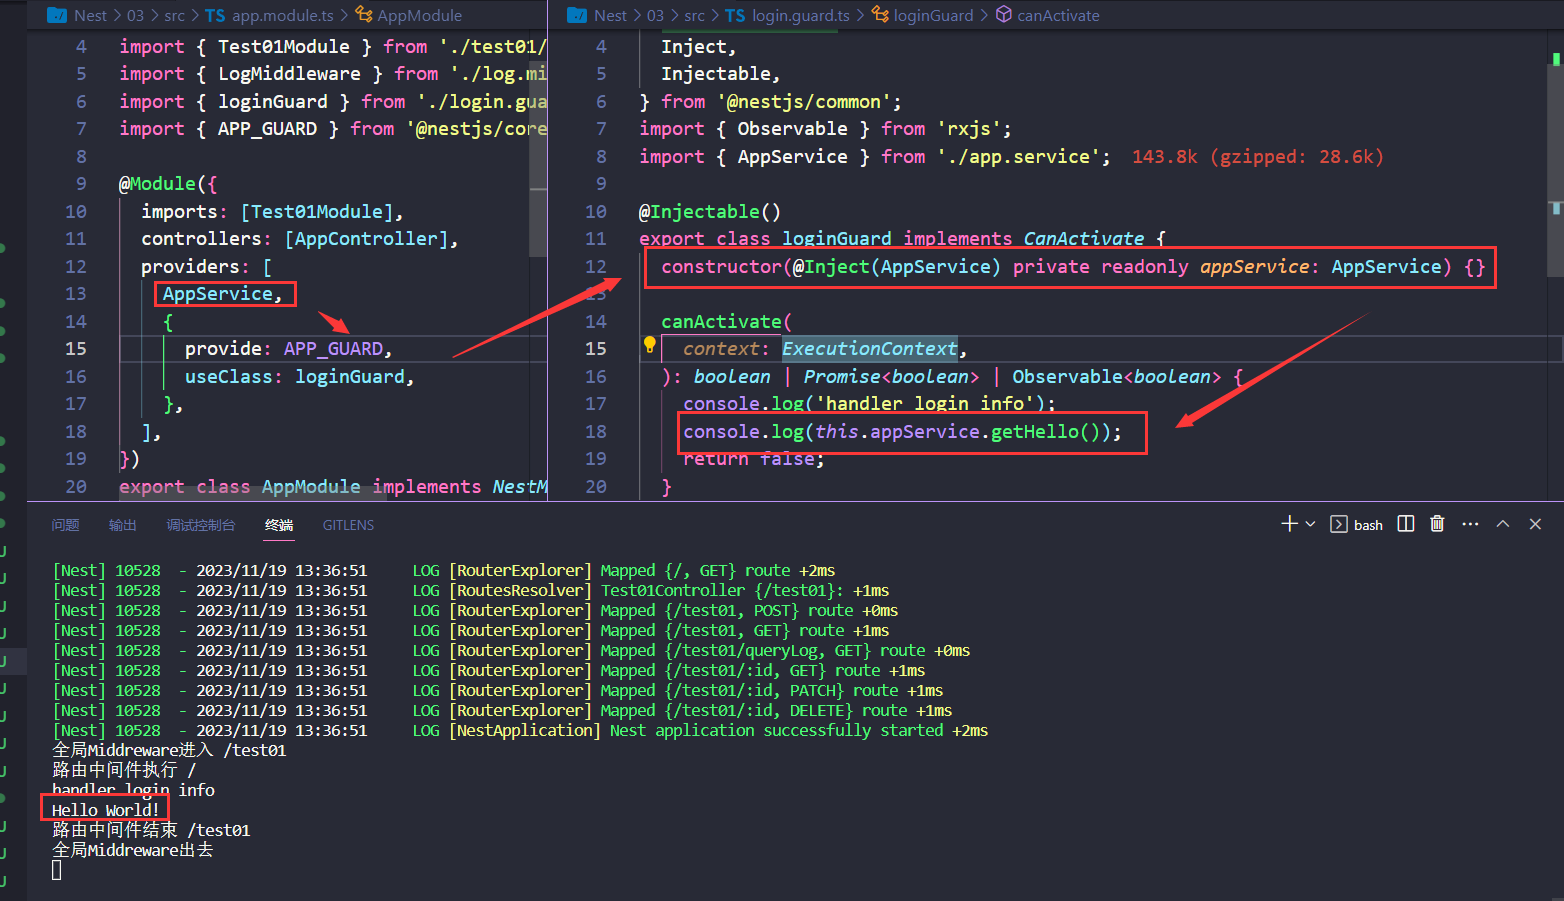 Nest > 03 > src > TS app.module.ts > AppModule
4 import { Test01Module } from './test01/
5 import { LogMiddleware } from './log.mi
6 import { loginGuard } from './login.gua
7 import { APP_GUARD } from '@nestjs/core
8
9 @Module({
10 imports: [Test01Module],
11 controllers: [AppController],
12 providers: [
13 AppService,
14 {
15 provide: APP_GUARD,
16 useClass: loginGuard,
17 },
18 ],
19 })
20 export class AppModule implements NestM
Nest > 03 > src > TS login.guard.ts > loginGuard > canActivate
4 Inject,
5 Injectable,
6 } from '@nestjs/common';
7 import { Observable } from 'rxjs';
8 import { AppService } from './app.service'; 143.8k (gzipped: 28.6k)
9
10 @Injectable()
11 export class loginGuard implements CanActivate {
12 constructor(@Inject(AppService) private readonly appService: AppService) {}
13
14 canActivate(
15 context: ExecutionContext,
16 ): boolean | Promise<boolean> | Observable<boolean> {
17 console.log('handler login info');
18 console.log(this.appService.getHello());
19 return false;
20 }
问题 输出 调试控制台 终端 GITLENS
bash
[Nest] 10528 - 2023/11/19 13:36:51 LOG [RouterExplorer] Mapped {/, GET} route +2ms
[Nest] 10528 - 2023/11/19 13:36:51 LOG [RoutesResolver] Test01Controller {/test01}: +1ms
[Nest] 10528 - 2023/11/19 13:36:51 LOG [RouterExplorer] Mapped {/test01, POST} route +0ms
[Nest] 10528 - 2023/11/19 13:36:51 LOG [RouterExplorer] Mapped {/test01, GET} route +1ms
[Nest] 10528 - 2023/11/19 13:36:51 LOG [RouterExplorer] Mapped {/test01/queryLog, GET} route +0ms
[Nest] 10528 - 2023/11/19 13:36:51 LOG [RouterExplorer] Mapped {/test01/:id, GET} route +1ms
[Nest] 10528 - 2023/11/19 13:36:51 LOG [RouterExplorer] Mapped {/test01/:id, PATCH} route +1ms
[Nest] 10528 - 2023/11/19 13:36:51 LOG [RouterExplorer] Mapped {/test01/:id, DELETE} route +1ms
[Nest] 10528 - 2023/11/19 13:36:51 LOG [NestApplication] Nest application successfully started +2ms
全局Middreware进入 /test01
路由中间件执行 /
handler login info
Hello World!
路由中间件结束 /test01
全局Middreware出去